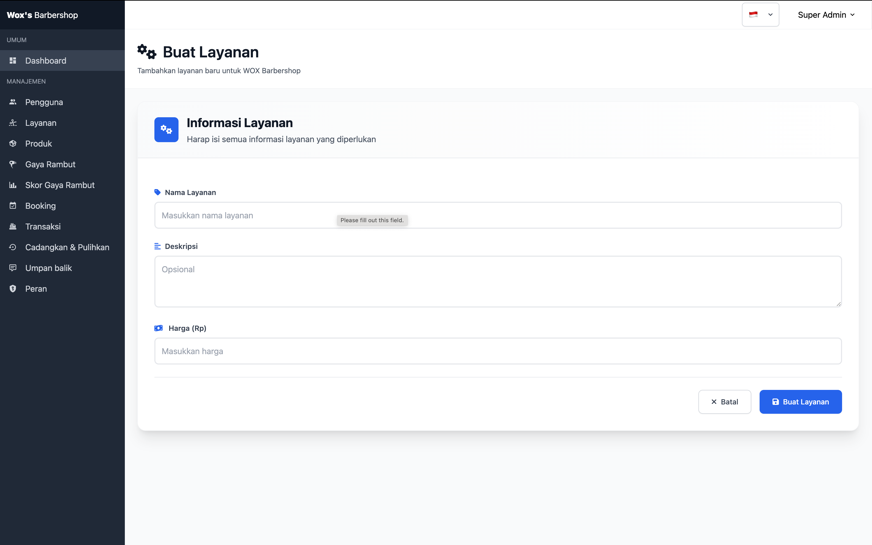 Wox's Barbershop
Super Admin
UMUM
Dashboard
MANAJEMEN
Pengguna
Layanan
Produk
Gaya Rambut
Skor Gaya Rambut
Booking
Transaksi
Cadangkan & Pulihkan
Umpan balik
Peran
Buat Layanan
Tambahkan layanan baru untuk WOX Barbershop
Informasi Layanan
Harap isi semua informasi layanan yang diperlukan
Nama Layanan
Masukkan nama layanan
Please fill out this field.
Deskripsi
Opsional
Harga (Rp)
Masukkan harga
Batal
Buat Layanan